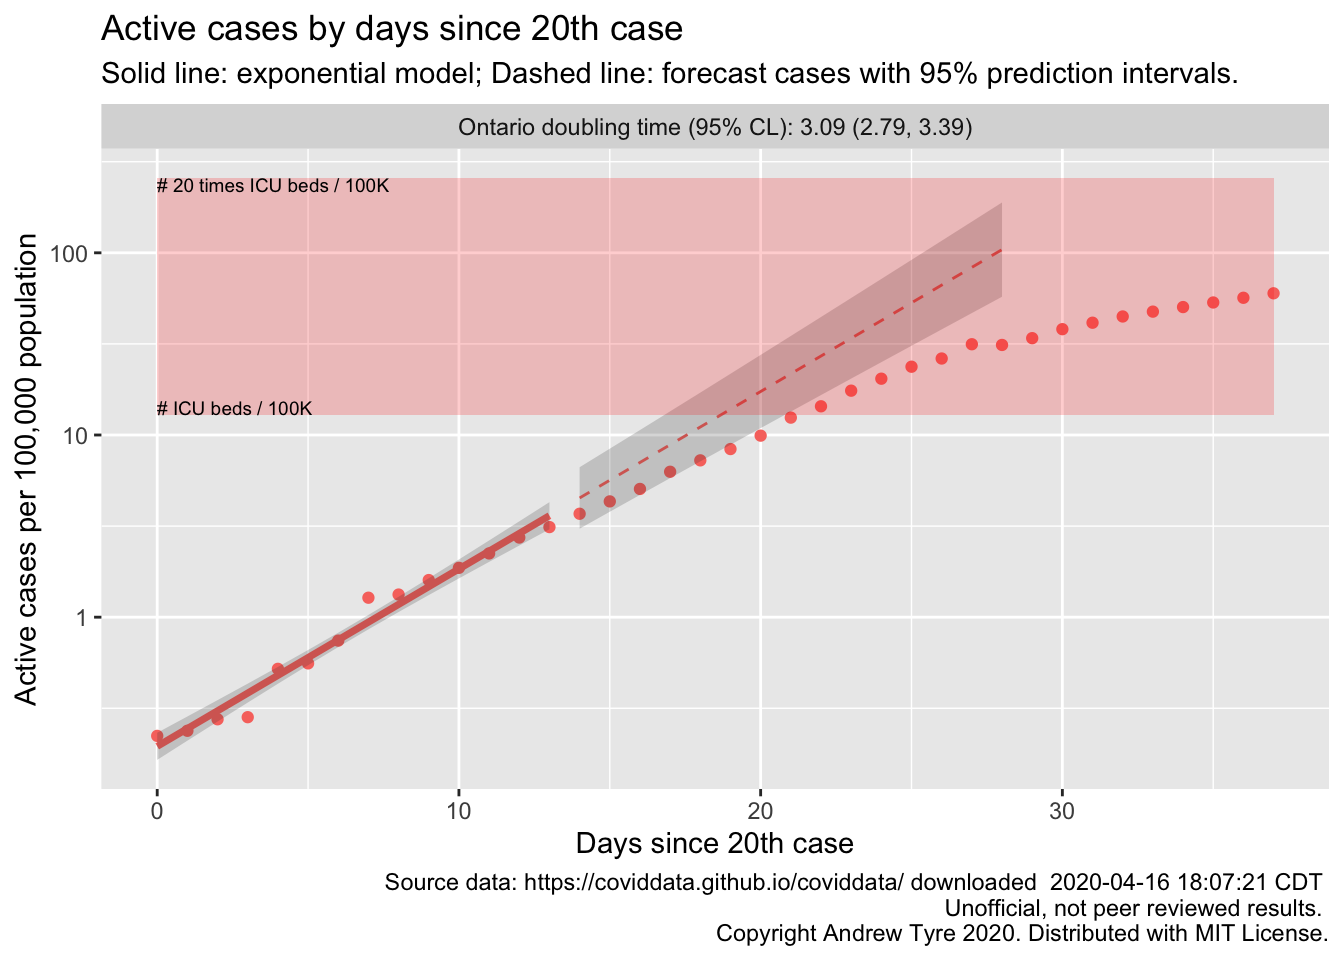 Active cases by days since 20th case
Solid line: exponential model; Dashed line: forecast cases with 95% prediction intervals.
Ontario doubling time (95% CL): 3.09 (2.79, 3.39)
# 20 times ICU beds / 100K
# ICU beds / 100K
Active cases per 100,000 population
100
10
1
0
10
20
30
Days since 20th case
Source data: https://coviddata.github.io/coviddata/ downloaded  2020-04-16 18:07:21 CDT
Unofficial, not peer reviewed results.
Copyright Andrew Tyre 2020. Distributed with MIT License.